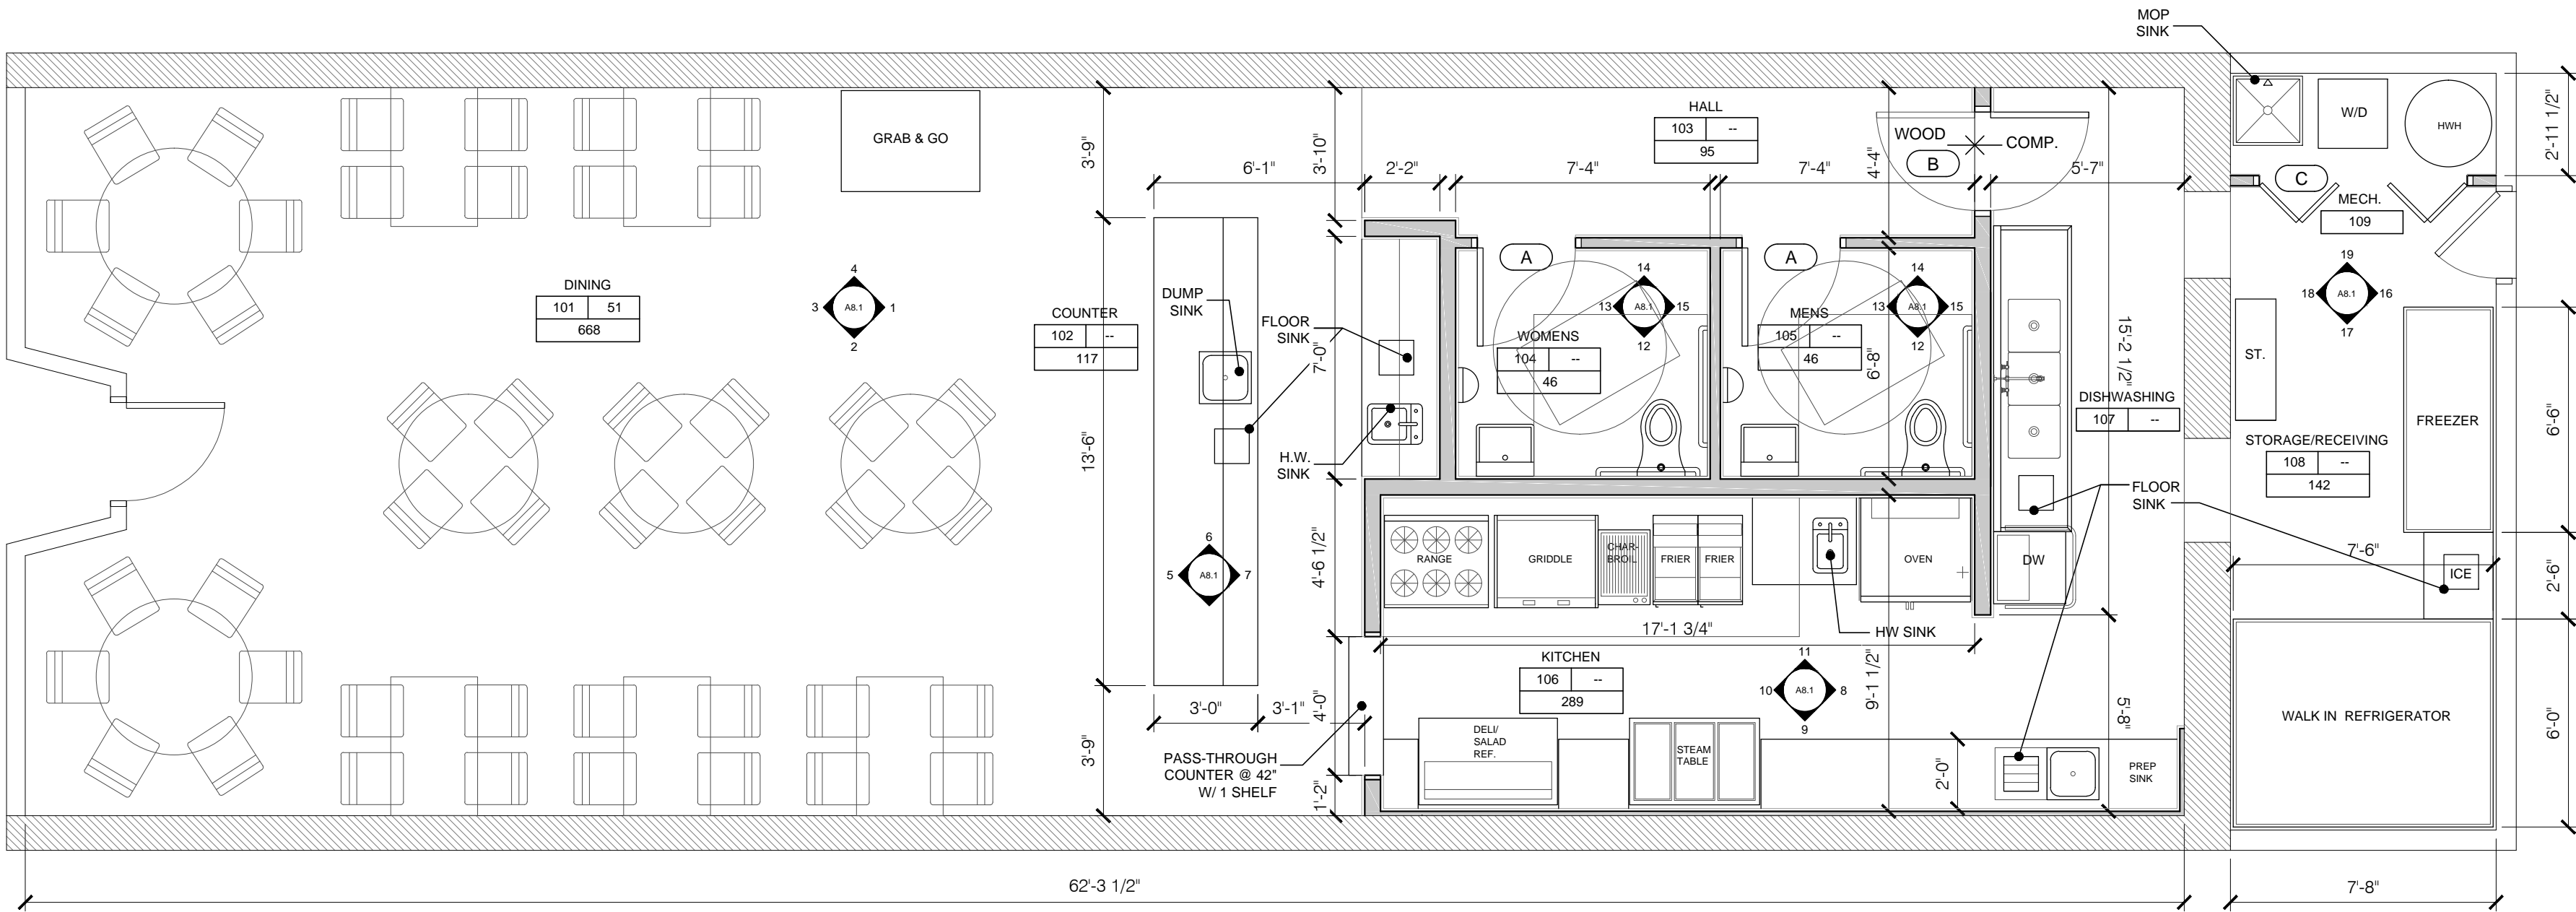 MOP
SINK
GRAB & GO
HALL
103 --
95
WOOD
COMP.
B
W/D
HWH
C
MECH.
109
2'-11 1/2"
3'-9"
3'-10"
4'-4"
6'-1"
2'-2"
7'-4"
7'-4"
5'-7"
DINING
101 51
668
4
3 A8.1 1
2
COUNTER
102 --
117
DUMP
SINK
FLOOR
SINK
7'-0"
H.W.
SINK
13'-6"
A
14
13 A8.1 15
12
WOMENS
104 --
46
A
14
13 A8.1 15
12
MENS
105 --
46
6'-8"
15'-2 1/2"
DISHWASHING
107 --
19
18 A8.1 16
17
ST.
FREEZER
6'-6"
STORAGE/RECEIVING
108 --
142
FLOOR
SINK
7'-6"
ICE
2'-6"
6
5 A8.1 7
4'-6 1/2"
RANGE
GRIDDLE
CHAR-
BROIL
FRIER
FRIER
OVEN
DW
HW SINK
17'-1 3/4"
KITCHEN
106 --
289
11
10 A8.1 8
9
9'-1 1/2"
5'-8"
3'-0"
3'-1"
4'-0"
3'-9"
PASS-THROUGH
COUNTER @ 42"
W/ 1 SHELF
1'-2"
DELI/
SALAD
REF.
STEAM
TABLE
2'-0"
PREP
SINK
WALK IN REFRIGERATOR
6'-0"
62'-3 1/2"
7'-8"